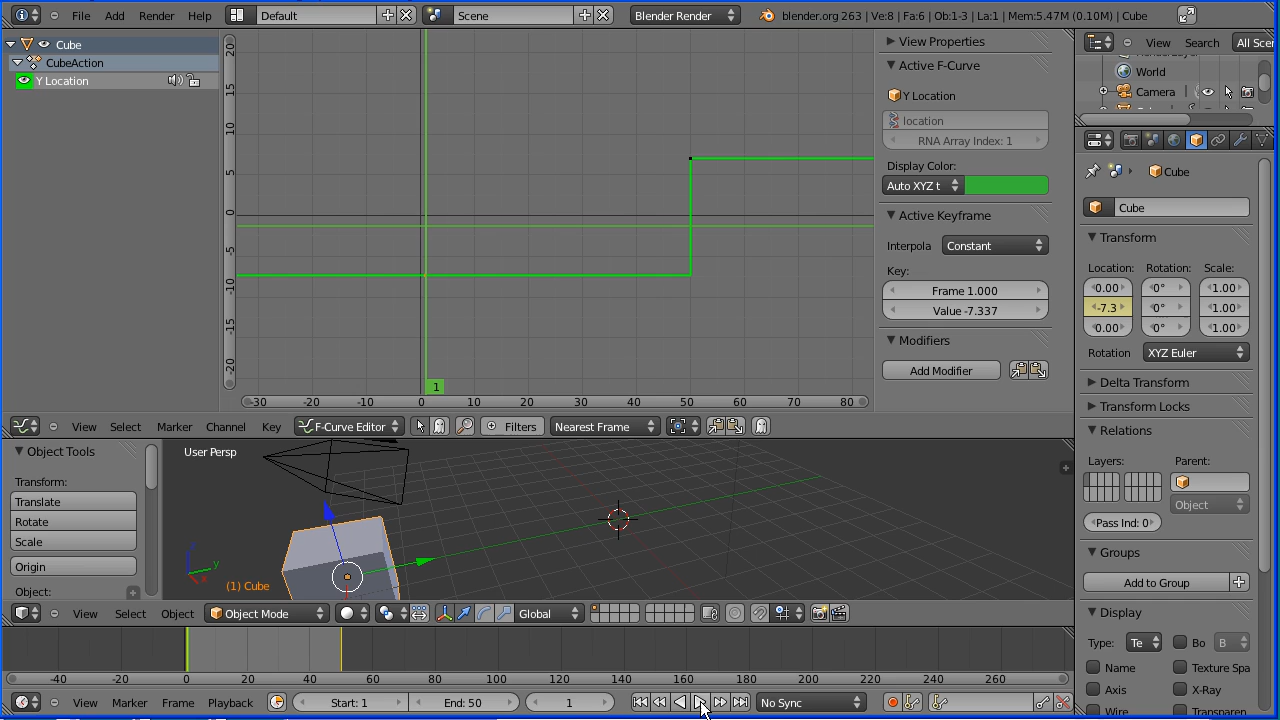 File Add Render Help Default Scene Blender Render blender.org 263 | Ve:8 | Fa:6 | Ob:1-3 | La:1 | Mem:5.47M (0.10M) | Cube
Cube
CubeAction
Y Location
20
15
10
5
0
-5
-10
-15
-20
1
-30 -20 -10 0 10 20 30 40 50 60 70 80
View Properties
Active F-Curve
Y Location
location
RNA Array Index: 1
Display Color:
Auto XYZ t
Active Keyframe
Interpola Constant
Key:
Frame 1.000
Value -7.337
Modifiers
Add Modifier
View Select Marker Channel Key F-Curve Editor Filters Nearest Frame
View Search All Sce
World
Camera
Cube
Cube
Transform
Location: Rotation: Scale:
0.00 0° 1.00
-7.3 0° 1.00
0.00 0° 1.00
Rotation XYZ Euler
Delta Transform
Transform Locks
Relations
Layers: Parent:
Object
Pass Ind: 0
Groups
Add to Group
Display
Type: Te Bo B
Name Texture Spa
Axis X-Ray
Wire Transparen
Object Tools
Transform:
Translate
Rotate
Scale
Origin
Object:
User Persp
z
y
x
(1) Cube
View Select Object Object Mode Global
-40 -20 0 20 40 60 80 100 120 140 160 180 200 220 240 260
View Marker Frame Playback Start: 1 End: 50 1 No Sync